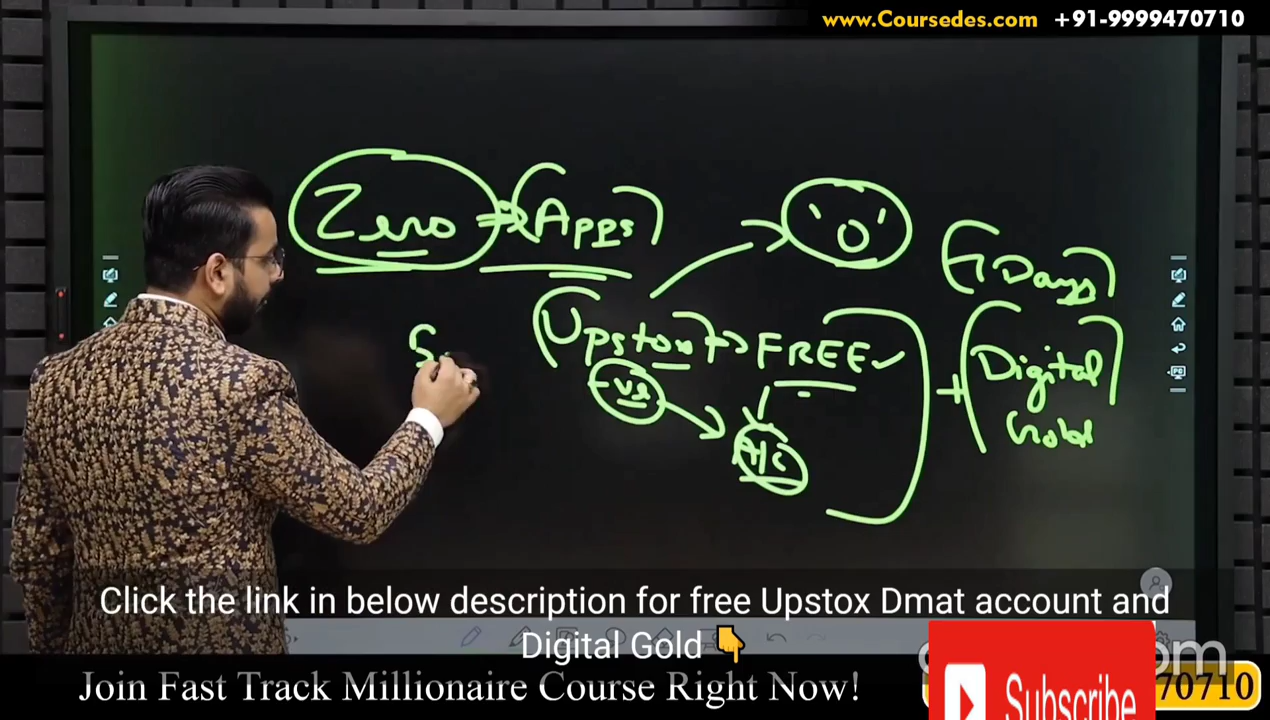 www.Coursedes.com +91-9999470710
Zero Apps
'0'
7 Days
Upstox FREE
Digital
Gold
A/C
S
Click the link in below description for free Upstox Dmat account and
Digital Gold 👇
Join Fast Track Millionaire Course Right Now!
Subscribe
70710